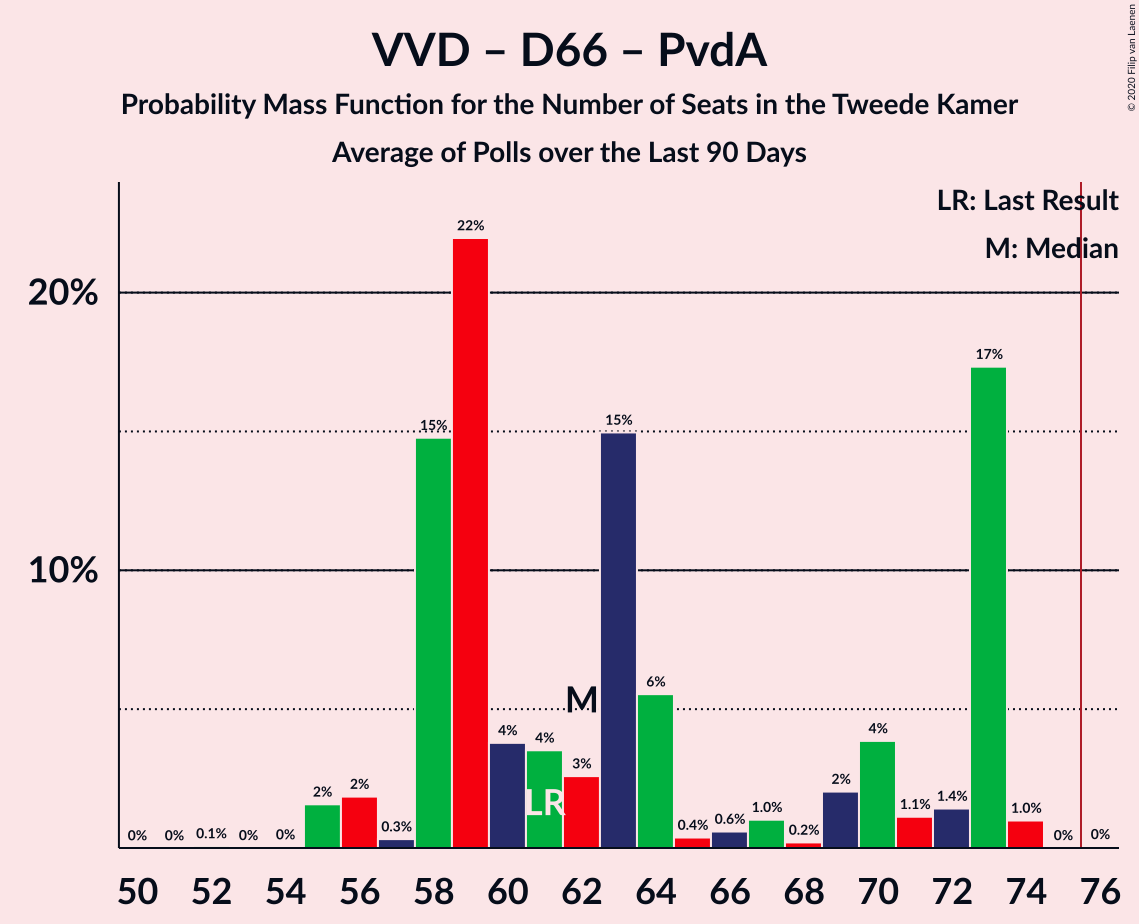 VVD – D66 – PvdA
Probability Mass Function for the Number of Seats in the Tweede Kamer
Average of Polls over the Last 90 Days
© 2020 Filip van Laenen
LR: Last Result
M: Median
20%
10%
0% 0% 0.1% 0% 0% 2% 2% 0.3% 15% 22% 4% 4% 3% 15% 6% 0.4% 0.6% 1.0% 0.2% 2% 4% 1.1% 1.4% 17% 1.0% 0% 0%
M
LR
50 52 54 56 58 60 62 64 66 68 70 72 74 76